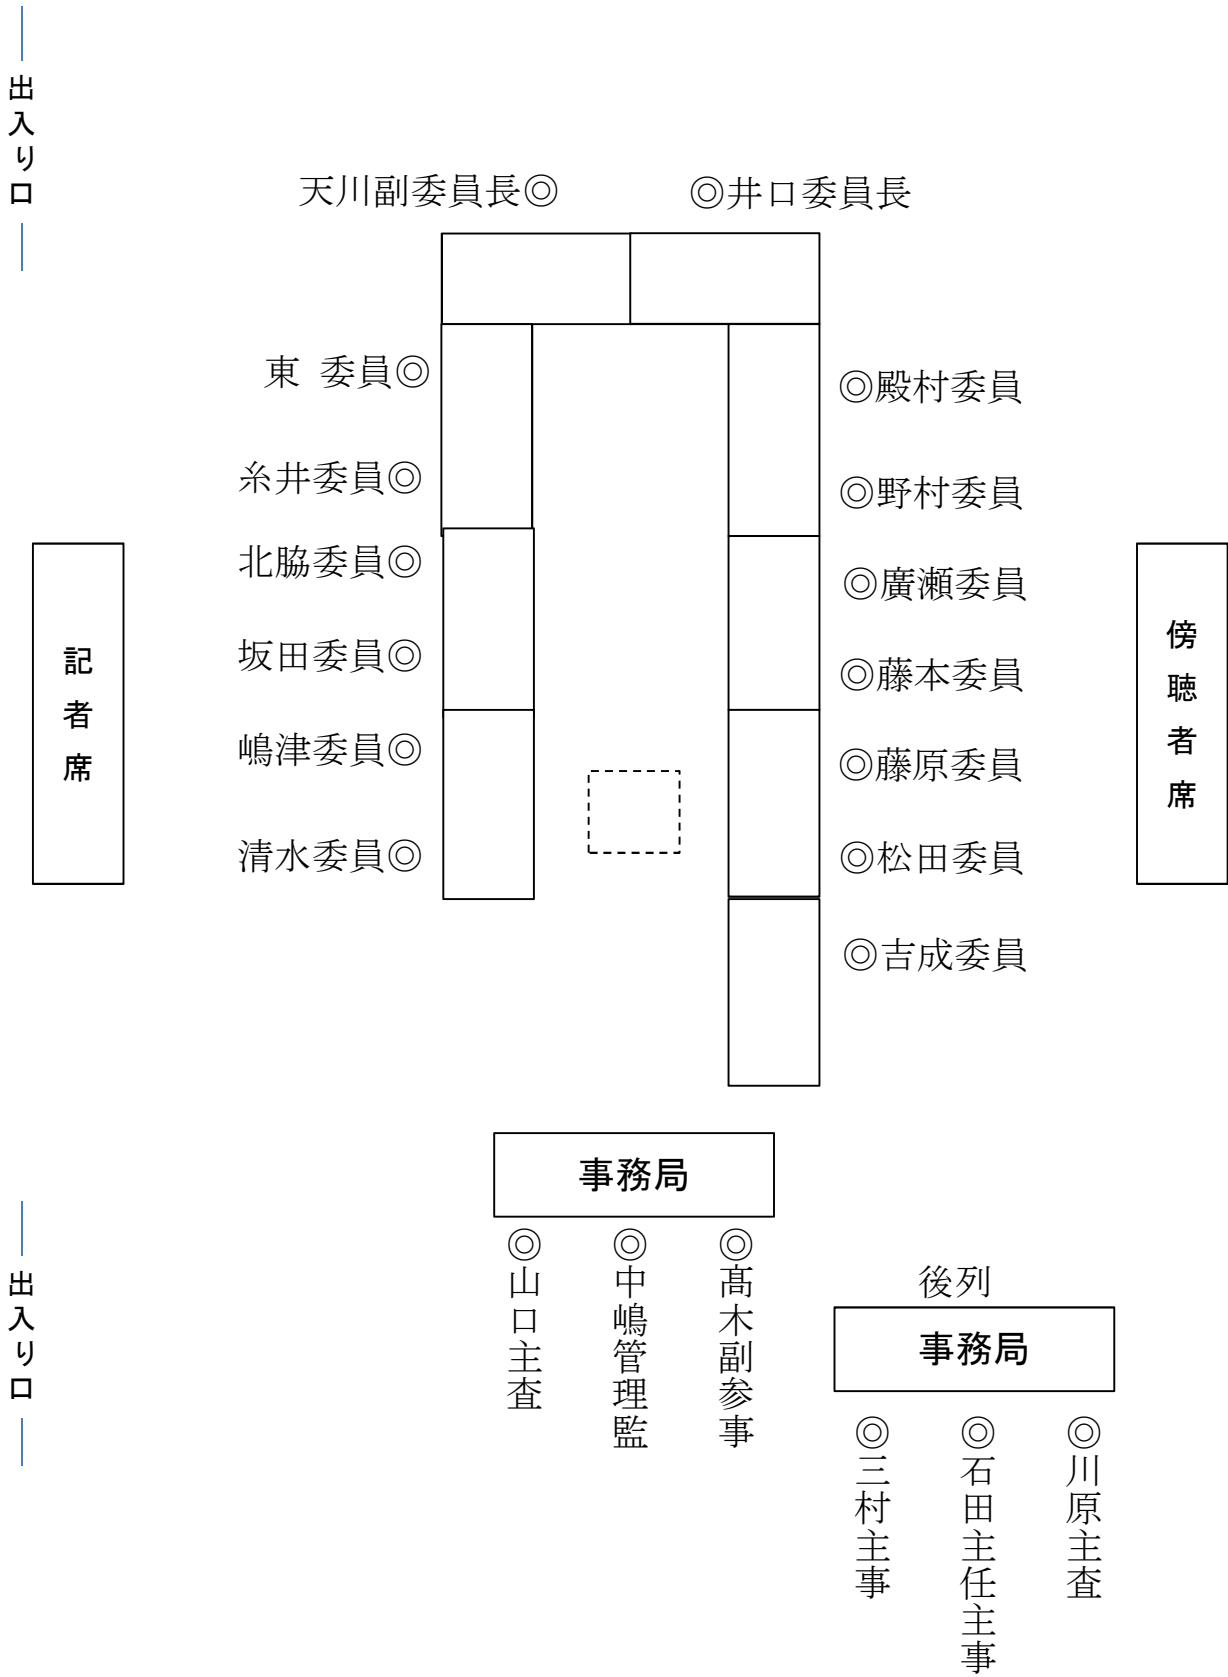 出入り口
天川副委員長◎
◎井口委員長
東 委員◎
◎殿村委員
糸井委員◎
◎野村委員
北脇委員◎
◎廣瀬委員
坂田委員◎
◎藤本委員
嶋津委員◎
◎藤原委員
清水委員◎
◎松田委員
◎吉成委員
記者席
傍聴者席
事務局
◎山口主査
◎中嶋管理監
◎髙木副参事
出入り口
後列
事務局
◎三村主事
◎石田主任主事
◎川原主査